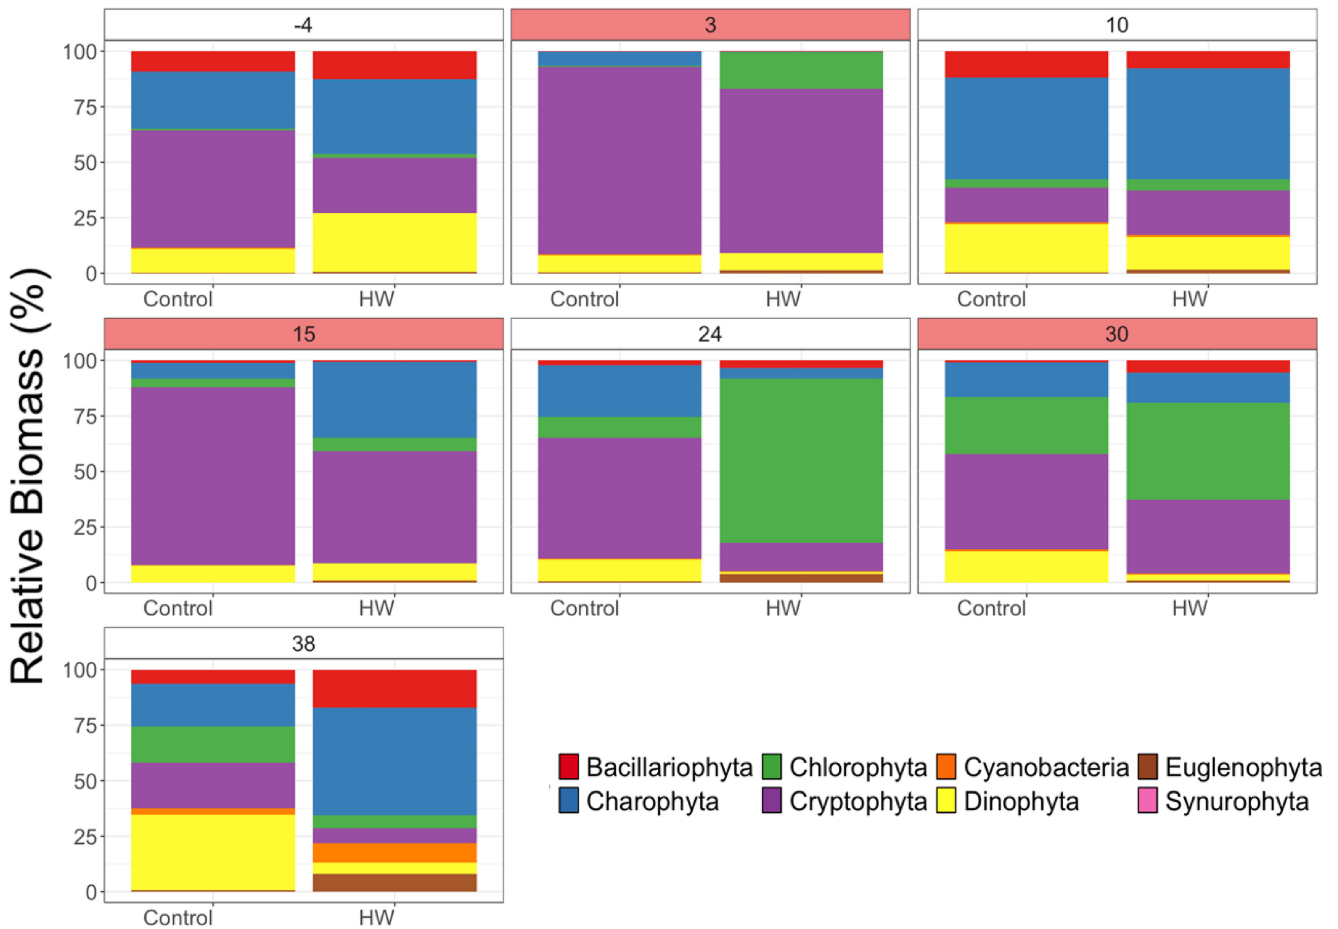 -4 3 10
100
75
50
25
0
Control HW Control HW Control HW
15 24 30
100
75
50
25
0
Control HW Control HW Control HW
38
100
75
50
25
0
Control HW
Relative Biomass (%)
Bacillariophyta Chlorophyta Cyanobacteria Euglenophyta
Charophyta Cryptophyta Dinophyta Synurophyta